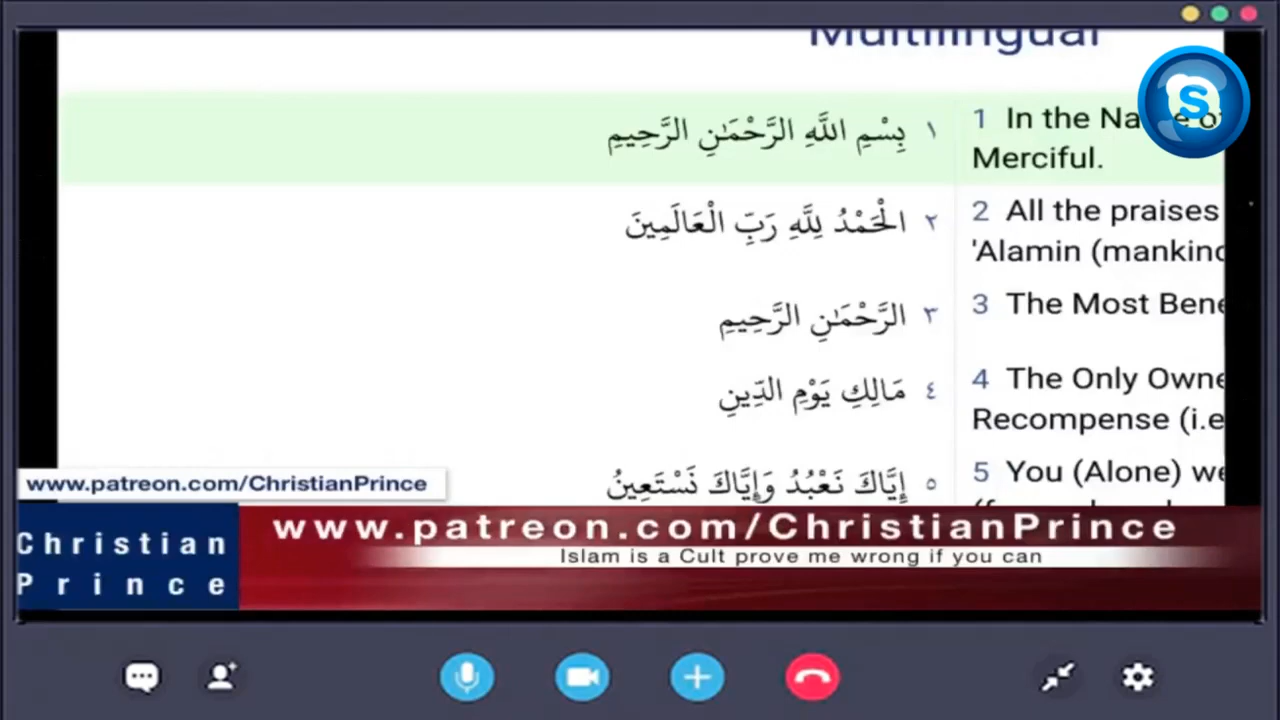 Multilingual
١ بِسْمِ اللَّهِ الرَّحْمَٰنِ الرَّحِيمِ
1 In the Name of
Merciful.
٢ الْحَمْدُ لِلَّهِ رَبِّ الْعَالَمِينَ
2 All the praises
'Alamin (mankind
٣ الرَّحْمَٰنِ الرَّحِيمِ
3 The Most Bene
٤ مَالِكِ يَوْمِ الدِّينِ
4 The Only Owne
Recompense (i.e
٥ إِيَّاكَ نَعْبُدُ وَإِيَّاكَ نَسْتَعِينُ
5 You (Alone) we
www.patreon.com/ChristianPrince
Christian
Prince
www.patreon.com/ChristianPrince
Islam is a Cult prove me wrong if you can